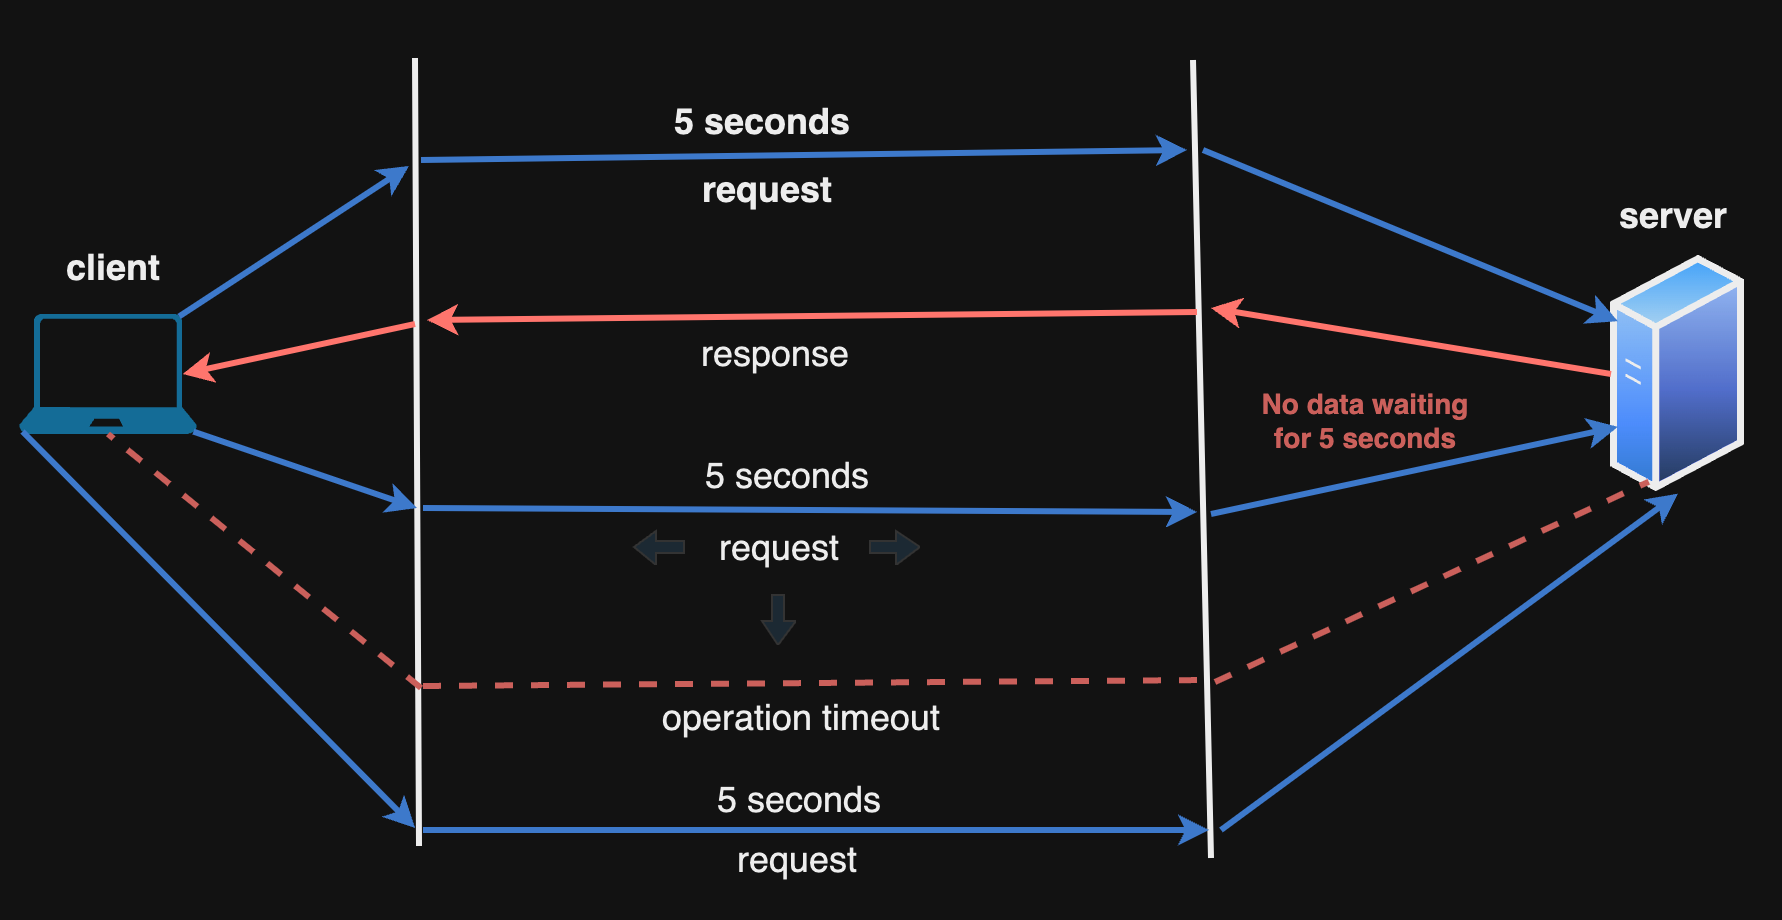 5 seconds
request
server
client
response
No data waiting
for 5 seconds
5 seconds
request
operation timeout
5 seconds
request